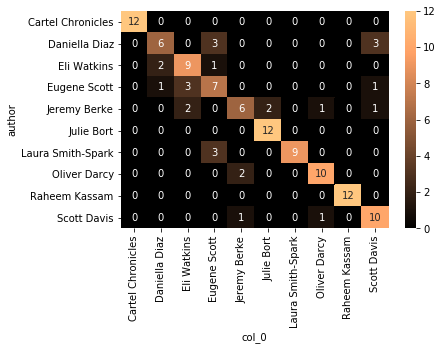 Cartel Chronicles 12 0 0 0 0 0 0 0 0 0
Daniella Diaz 0 6 0 3 0 0 0 0 0 3
Eli Watkins 0 2 9 1 0 0 0 0 0 0
Eugene Scott 0 1 3 7 0 0 0 0 0 1
Jeremy Berke 0 0 2 0 6 2 0 1 0 1
Julie Bort 0 0 0 0 0 12 0 0 0 0
Laura Smith-Spark 0 0 0 3 0 0 9 0 0 0
Oliver Darcy 0 0 0 0 2 0 0 10 0 0
Raheem Kassam 0 0 0 0 0 0 0 0 12 0
Scott Davis 0 0 0 0 1 0 0 1 0 10
author
Cartel Chronicles
Daniella Diaz
Eli Watkins
Eugene Scott
Jeremy Berke
Julie Bort
Laura Smith-Spark
Oliver Darcy
Raheem Kassam
Scott Davis
col_0
12
10
8
6
4
2
0